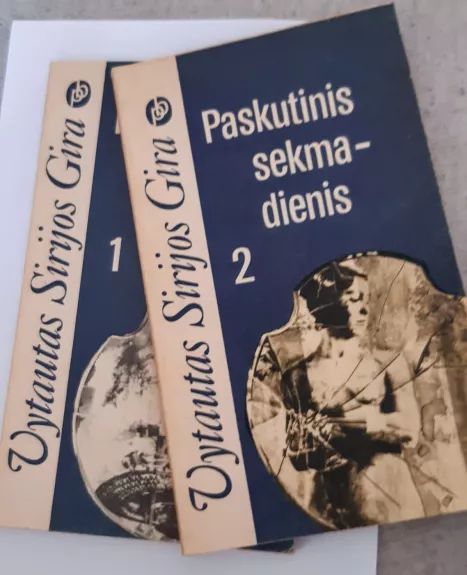 Vytautas Sirijos Gira
1
Vytautas Sirijos Gira
Paskutinis
sekma-
dienis
2